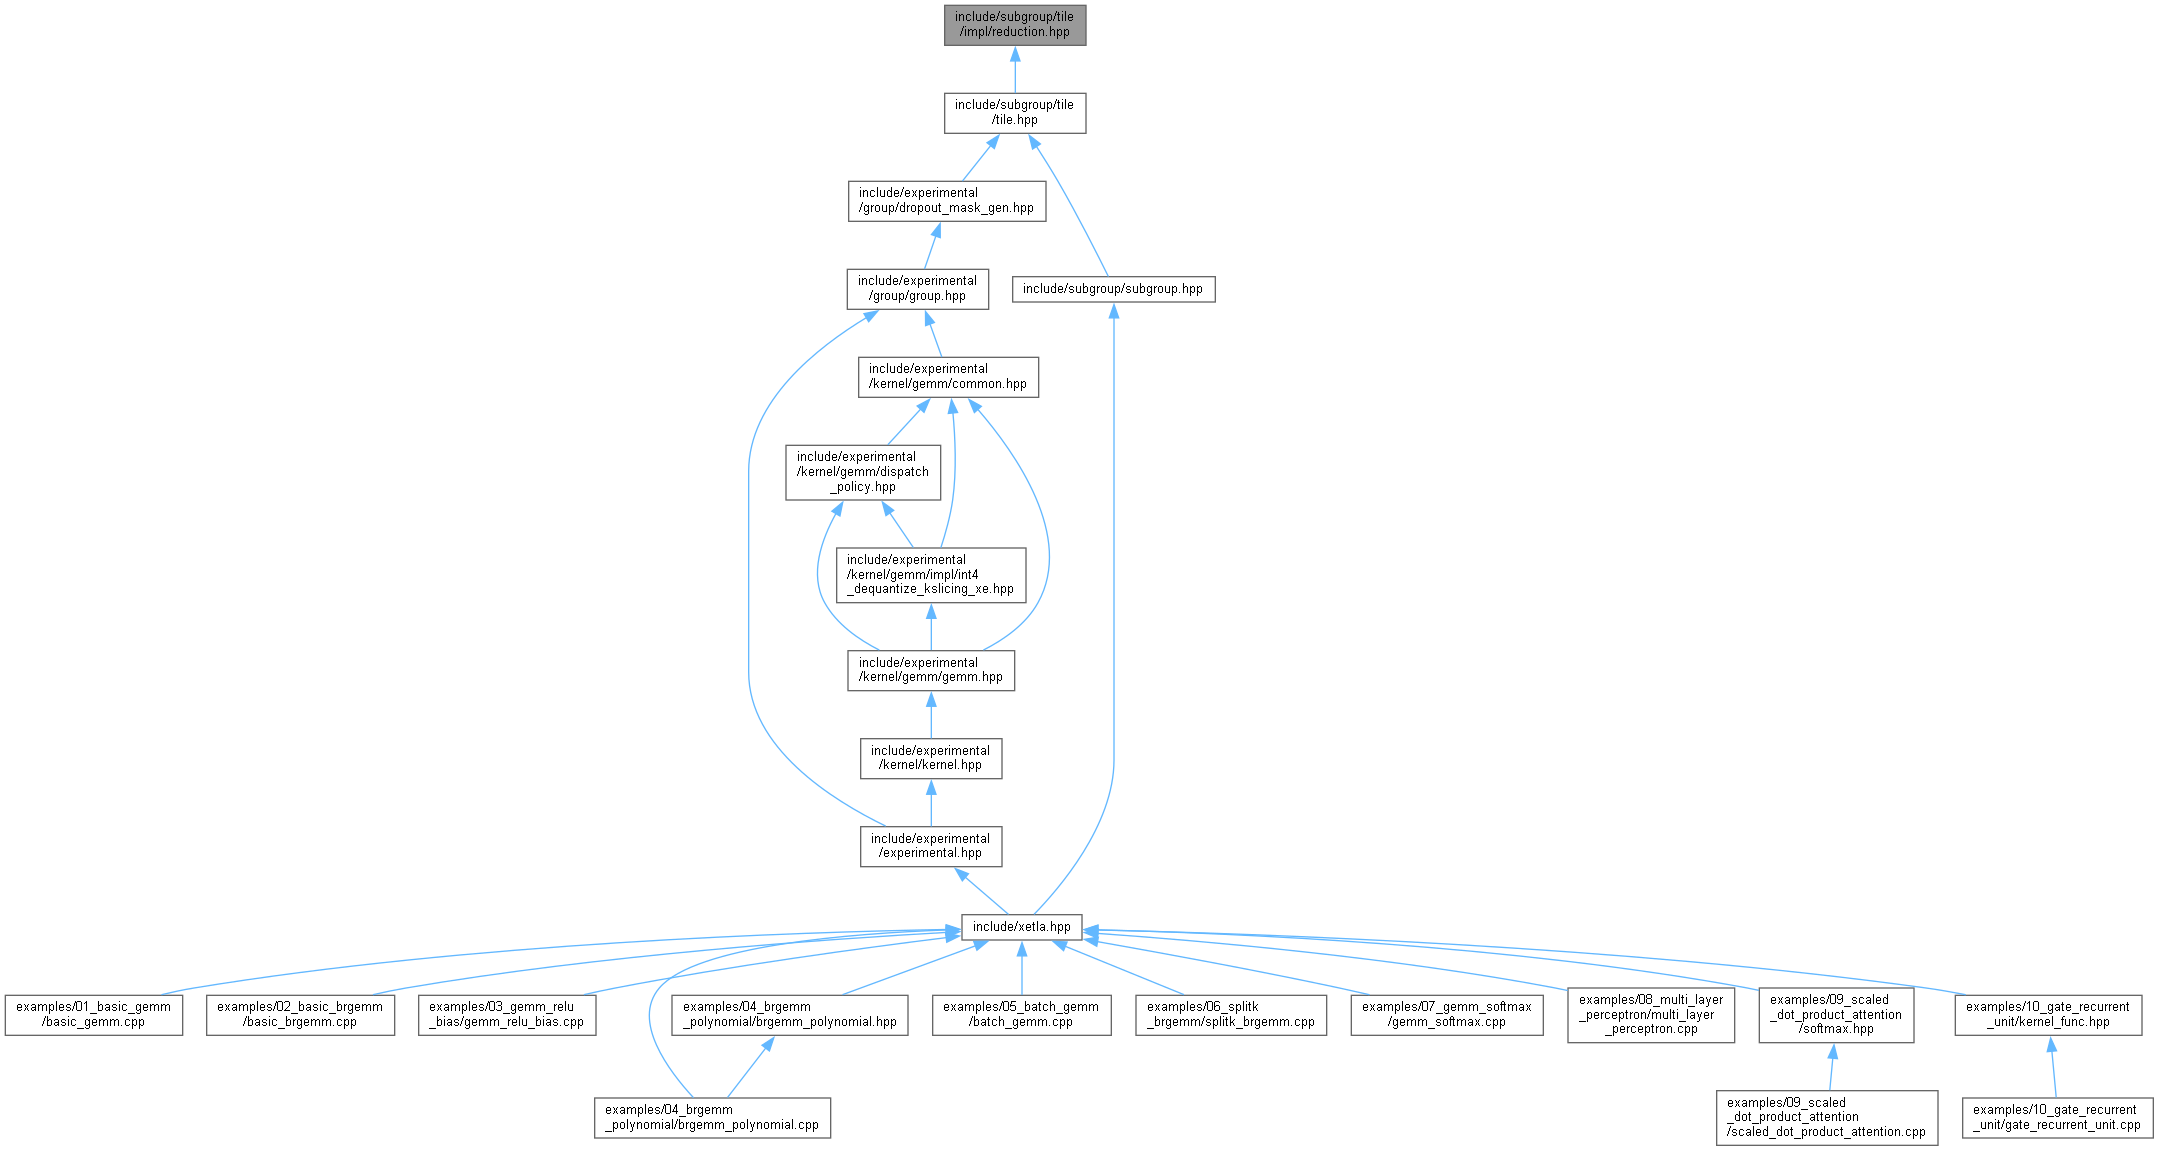 include/subgroup/tile
/impl/reduction.hpp
include/subgroup/tile
/tile.hpp
include/experimental
/group/dropout_mask_gen.hpp
include/experimental
/group/group.hpp
include/subgroup/subgroup.hpp
include/experimental
/kernel/gemm/common.hpp
include/experimental
/kernel/gemm/dispatch
_policy.hpp
include/experimental
/kernel/gemm/impl/int4
_dequantize_kslicing_xe.hpp
include/experimental
/kernel/gemm/gemm.hpp
include/experimental
/kernel/kernel.hpp
include/experimental
/experimental.hpp
include/xetla.hpp
examples/01_basic_gemm
/basic_gemm.cpp
examples/02_basic_brgemm
/basic_brgemm.cpp
examples/03_gemm_relu
_bias/gemm_relu_bias.cpp
examples/04_brgemm
_polynomial/brgemm_polynomial.hpp
examples/05_batch_gemm
/batch_gemm.cpp
examples/06_splitk
_brgemm/splitk_brgemm.cpp
examples/07_gemm_softmax
/gemm_softmax.cpp
examples/08_multi_layer
_perceptron/multi_layer
_perceptron.cpp
examples/09_scaled
_dot_product_attention
/softmax.hpp
examples/10_gate_recurrent
_unit/kernel_func.hpp
examples/04_brgemm
_polynomial/brgemm_polynomial.cpp
examples/09_scaled
_dot_product_attention
/scaled_dot_product_attention.cpp
examples/10_gate_recurrent
_unit/gate_recurrent_unit.cpp